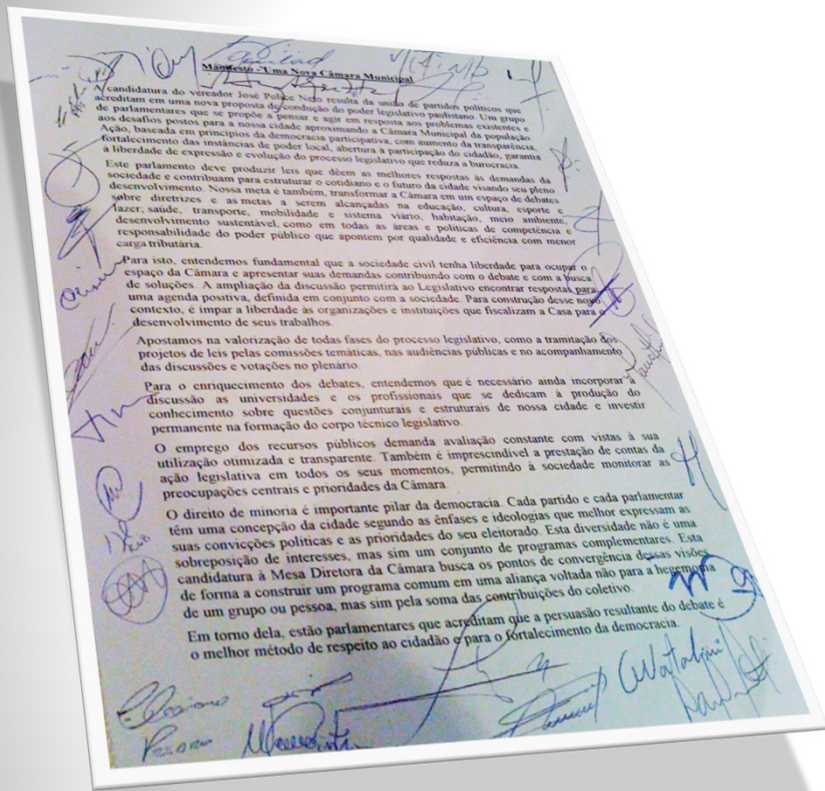 Manifesto - Uma Nova Câmara Municipal
A candidatura do vereador José Police Neto resulta da união de partidos políticos que
acreditam em uma nova proposta de condução do poder legislativo paulistano. Um grupo
de parlamentares que se propõe a pensar e agir em resposta aos problemas existentes e
aos desafios postos para a nossa cidade aproximando a Câmara Municipal da população.
Ação, baseada em princípios da democracia participativa, com aumento da transparência,
fortalecimento das instâncias de poder local, abertura à participação do cidadão, garantia
à liberdade de expressão e evolução do processo legislativo que reduza a burocracia.
Este parlamento deve produzir leis que dêem as melhores respostas às demandas da
sociedade e contribuam para estruturar o cotidiano e o futuro da cidade visando seu pleno
desenvolvimento. Nossa meta é também, transformar a Câmara em um espaço de debates
sobre diretrizes e as metas a serem alcançadas na educação, cultura, esporte e
lazer, saúde, transporte, mobilidade e sistema viário, habitação, meio ambiente,
desenvolvimento sustentável, como em todas as áreas e políticas de competência e
responsabilidade do poder público que apontem por qualidade e eficiência com menor
carga tributária.
Para isto, entendemos fundamental que a sociedade civil tenha liberdade para ocupar o
espaço da Câmara e apresentar suas demandas contribuindo com o debate e com a busca
de soluções. A ampliação da discussão permitirá ao Legislativo encontrar respostas para
uma agenda positiva, definida em conjunto com a sociedade. Para construção desse novo
contexto, é impar a liberdade às organizações e instituições que fiscalizam a Casa para o
desenvolvimento de seus trabalhos.
Apostamos na valorização de todas fases do processo legislativo, como a tramitação dos
projetos de leis pelas comissões temáticas, nas audiências públicas e no acompanhamento
das discussões e votações no plenário.
Para o enriquecimento dos debates, entendemos que é necessário ainda incorporar à
discussão as universidades e os profissionais que se dedicam à produção do
conhecimento sobre questões conjunturais e estruturais de nossa cidade e investir
permanente na formação do corpo técnico legislativo.
O emprego dos recursos públicos demanda avaliação constante com vistas à sua
utilização otimizada e transparente. Também é imprescindível a prestação de contas da
ação legislativa em todos os seus momentos, permitindo à sociedade monitorar as
preocupações centrais e prioridades da Câmara.
O direito de minoria é importante pilar da democracia. Cada partido e cada parlamentar
têm uma concepção da cidade segundo as ênfases e ideologias que melhor expressam as
suas convicções políticas e as prioridades do seu eleitorado. Esta diversidade não é uma
sobreposição de interesses, mas sim um conjunto de programas complementares. Esta
candidatura à Mesa Diretora da Câmara busca os pontos de convergência dessas visões
de forma a construir um programa comum em uma aliança voltada não para a hegemonia
de um grupo ou pessoa, mas sim pela soma das contribuições do coletivo.
Em torno dela, estão parlamentares que acreditam que a persuasão resultante do debate é
o melhor método de respeito ao cidadão e para o fortalecimento da democracia.